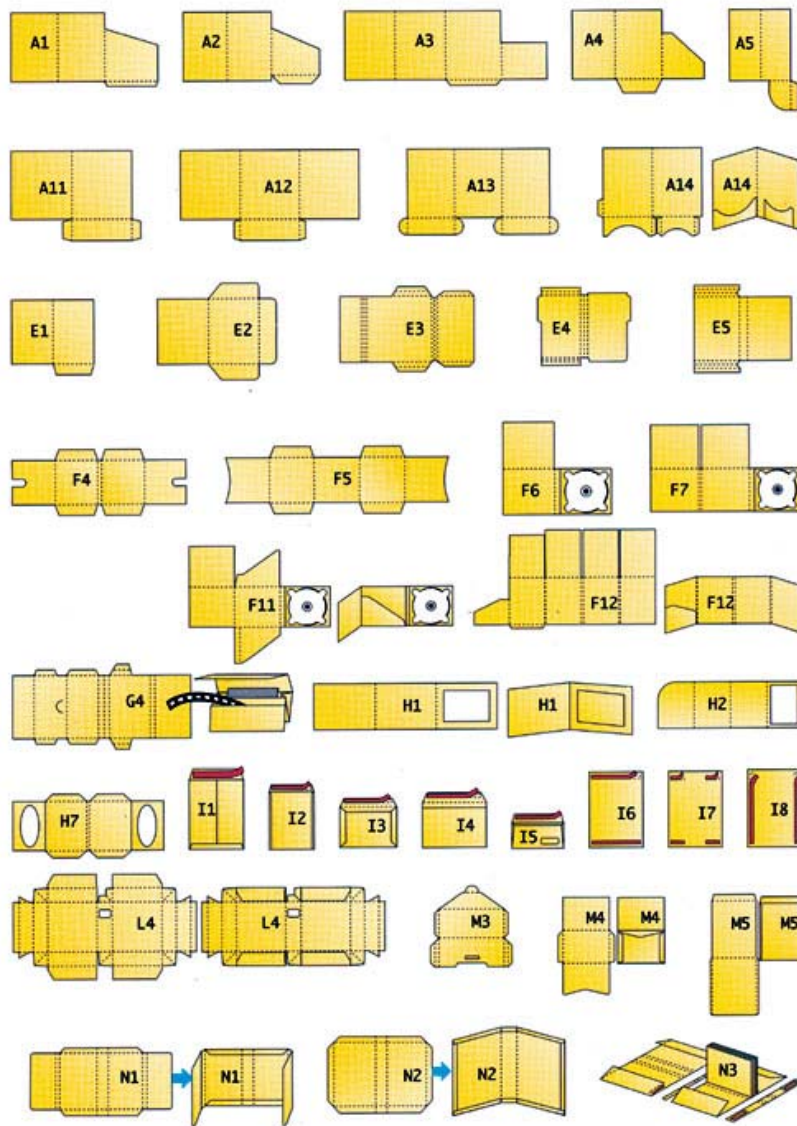 A1 A2 A3 A4 A5
A11 A12 A13 A14 A14
E1 E2 E3 E4 E5
F4 F5 F6 F7
F11 F12 F12
G4 H1 H1 H2
H7 I1 I2 I3 I4 I5 I6 I7 I8
L4 L4 M3 M4 M4 M5 M5
N1 N1 N2 N2 N3